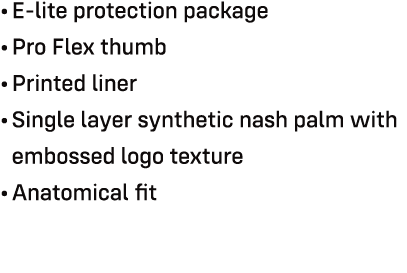 • E-lite protection package
• Pro Flex thumb
• Printed liner
• Single layer synthetic nash palm with
embossed logo texture
• Anatomical fit